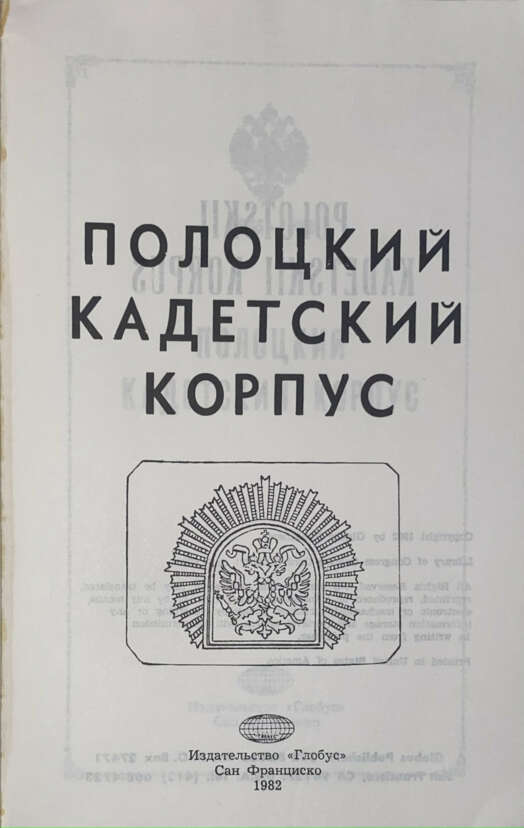 ПОЛОЦКИЙ
КАДЕТСКИЙ
КОРПУС
Издательство «Глобус»
Сан Франциско
1982